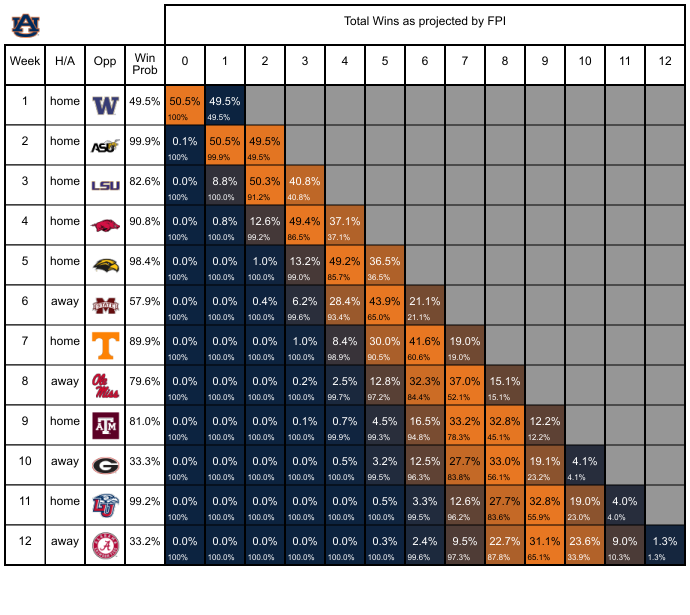 AU
Total Wins as projected by FPI
Week H/A Opp Win Prob 0 1 2 3 4 5 6 7 8 9 10 11 12
1 home W 49.5% 50.5% 49.5%
100% 49.5%
2 home ASU 99.9% 0.1% 50.5% 49.5%
100% 99.9% 49.5%
3 home LSU 82.6% 0.0% 8.8% 50.3% 40.8%
100% 100.0% 91.2% 40.8%
4 home 90.8% 0.0% 0.8% 12.6% 49.4% 37.1%
100% 100.0% 99.2% 86.5% 37.1%
5 home 98.4% 0.0% 0.0% 1.0% 13.2% 49.2% 36.5%
100% 100.0% 100.0% 99.0% 85.7% 36.5%
6 away M STATE 57.9% 0.0% 0.0% 0.4% 6.2% 28.4% 43.9% 21.1%
100% 100.0% 100.0% 99.6% 93.4% 65.0% 21.1%
7 home T 89.9% 0.0% 0.0% 0.0% 1.0% 8.4% 30.0% 41.6% 19.0%
100% 100.0% 100.0% 100.0% 98.9% 90.5% 60.6% 19.0%
8 away Ole Miss 79.6% 0.0% 0.0% 0.0% 0.2% 2.5% 12.8% 32.3% 37.0% 15.1%
100% 100.0% 100.0% 100.0% 99.7% 97.2% 84.4% 52.1% 15.1%
9 home ATM 81.0% 0.0% 0.0% 0.0% 0.1% 0.7% 4.5% 16.5% 33.2% 32.8% 12.2%
100% 100.0% 100.0% 100.0% 99.9% 99.3% 94.8% 78.3% 45.1% 12.2%
10 away G 33.3% 0.0% 0.0% 0.0% 0.0% 0.5% 3.2% 12.5% 27.7% 33.0% 19.1% 4.1%
100% 100.0% 100.0% 100.0% 100.0% 99.5% 96.3% 83.8% 56.1% 23.2% 4.1%
11 home LU 99.2% 0.0% 0.0% 0.0% 0.0% 0.0% 0.5% 3.3% 12.6% 27.7% 32.8% 19.0% 4.0%
100% 100.0% 100.0% 100.0% 100.0% 100.0% 99.5% 96.2% 83.6% 55.9% 23.0% 4.0%
12 away A 33.2% 0.0% 0.0% 0.0% 0.0% 0.0% 0.3% 2.4% 9.5% 22.7% 31.1% 23.6% 9.0% 1.3%
100% 100.0% 100.0% 100.0% 100.0% 100.0% 99.6% 97.3% 87.8% 65.1% 33.9% 10.3% 1.3%